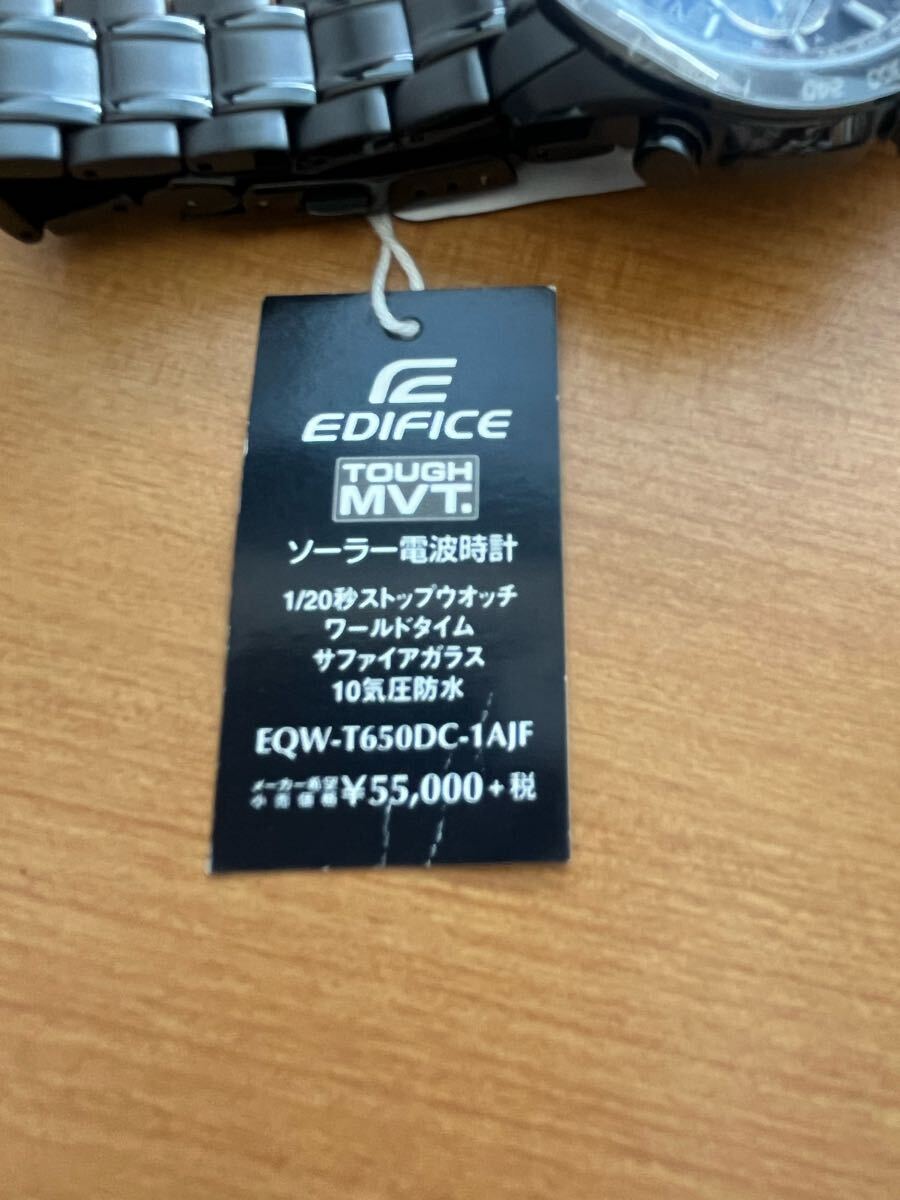 EDIFICE
TOUGH
MVT.
ソーラー電波時計
1/20秒ストップウオッチ
ワールドタイム
サファイアガラス
10気圧防水
EQW-T650DC-1AJF
メーカー希望
小売価格 ¥55,000+税
240